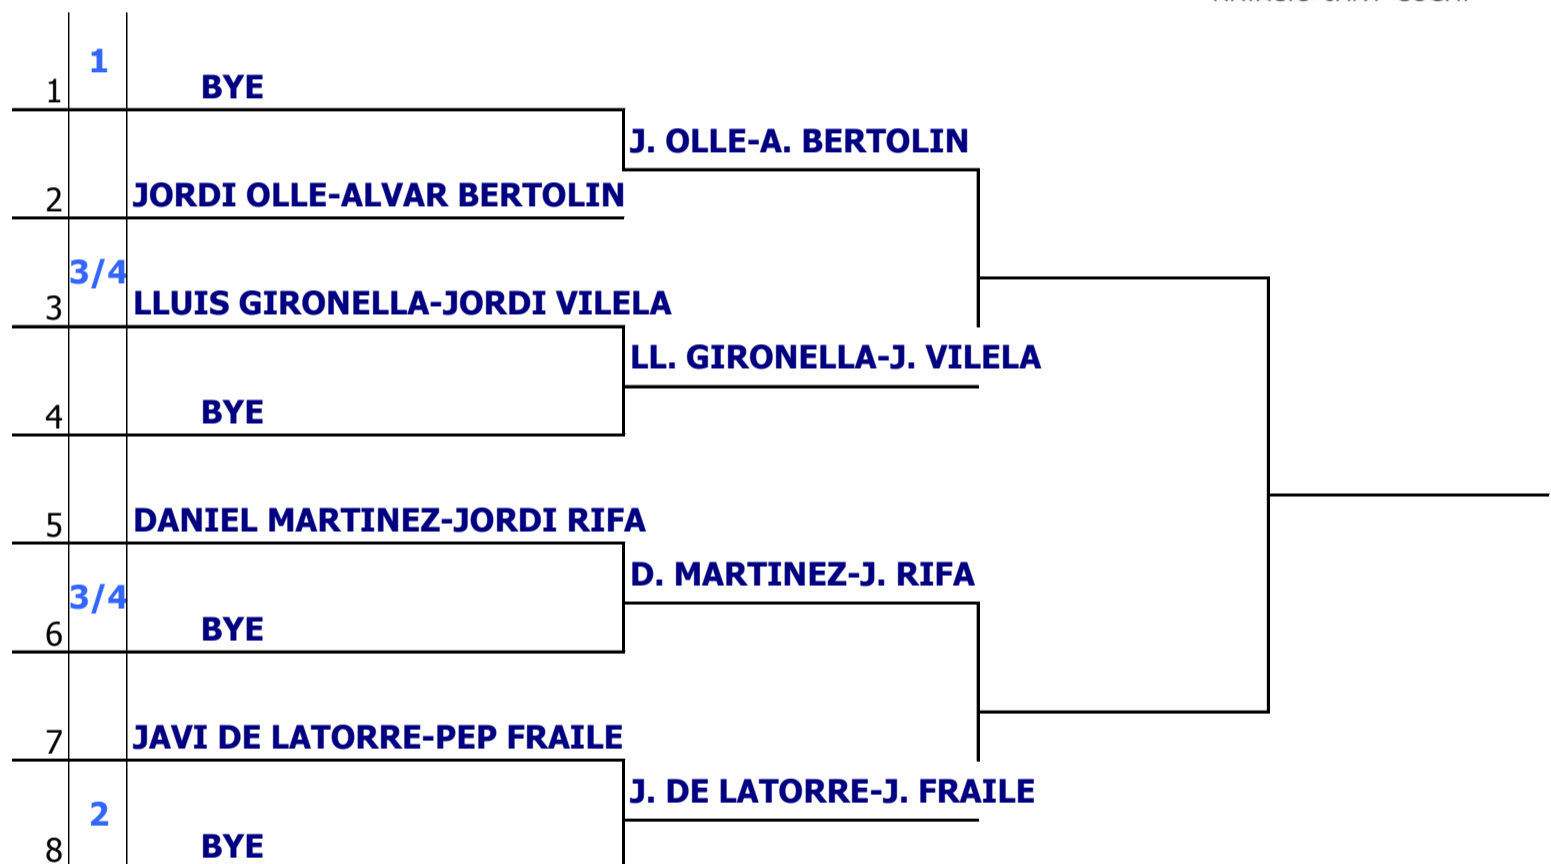 1
1 BYE
J. OLLE-A. BERTOLIN
2 JORDI OLLE-ALVAR BERTOLIN
3/4
3 LLUIS GIRONELLA-JORDI VILELA
LL. GIRONELLA-J. VILELA
4 BYE
5 DANIEL MARTINEZ-JORDI RIFA
D. MARTINEZ-J. RIFA
3/4
6 BYE
7 JAVI DE LATORRE-PEP FRAILE
J. DE LATORRE-J. FRAILE
2
8 BYE